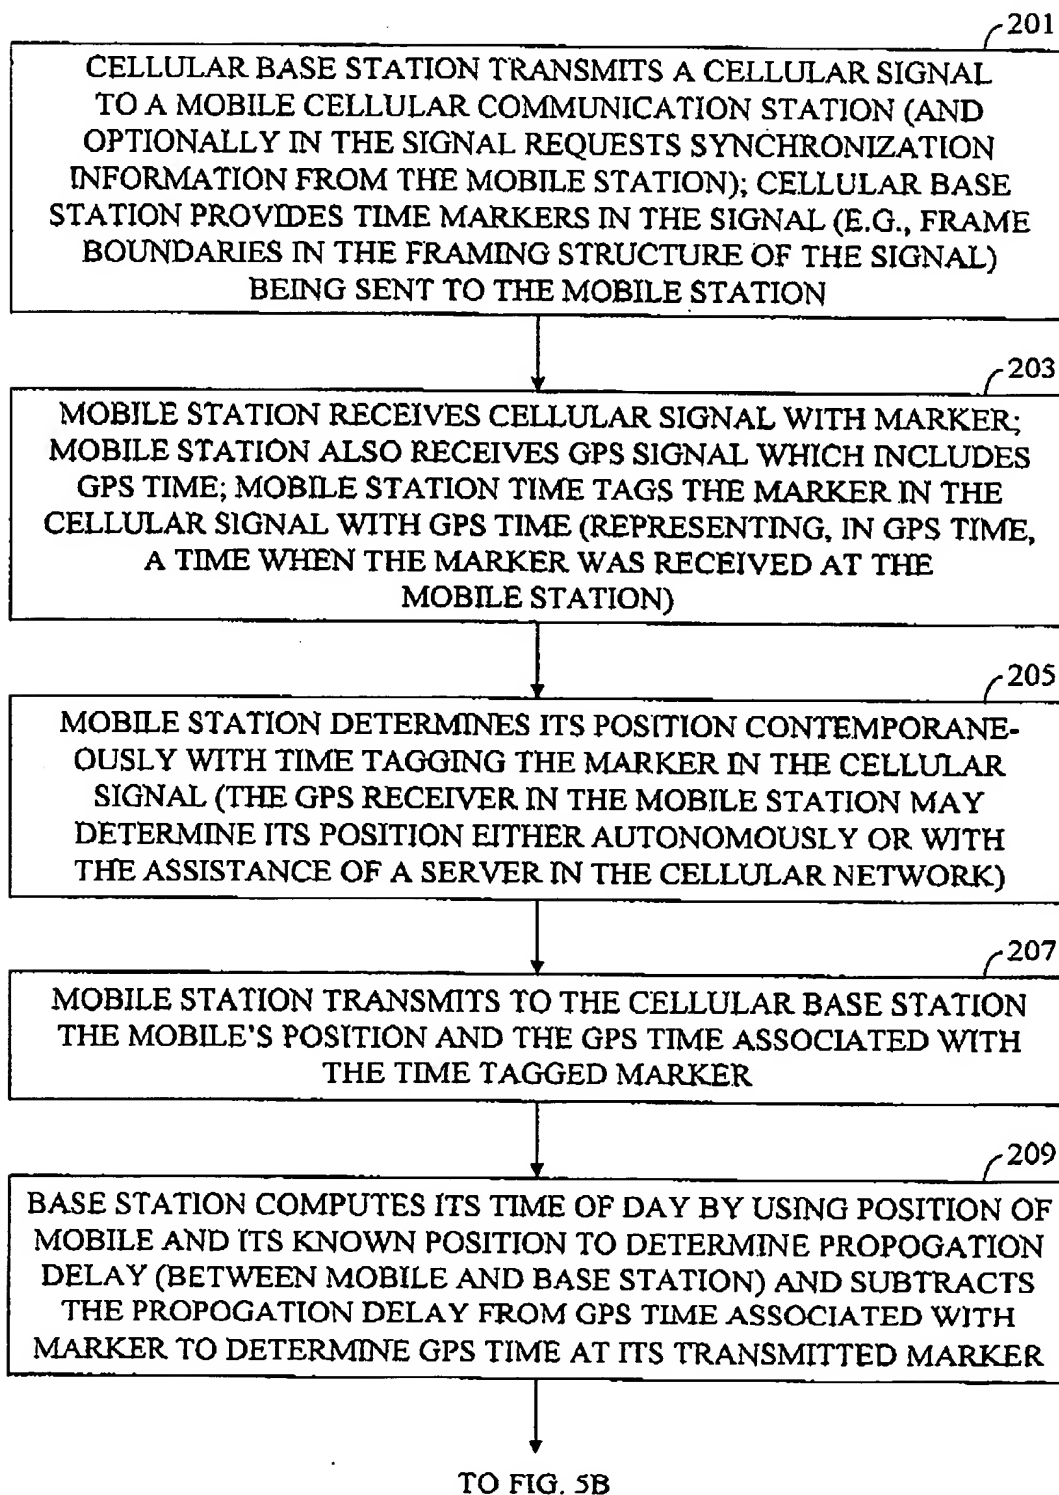 201
CELLULAR BASE STATION TRANSMITS A CELLULAR SIGNAL
TO A MOBILE CELLULAR COMMUNICATION STATION (AND
OPTIONALLY IN THE SIGNAL REQUESTS SYNCHRONIZATION
INFORMATION FROM THE MOBILE STATION); CELLULAR BASE
STATION PROVIDES TIME MARKERS IN THE SIGNAL (E.G., FRAME
BOUNDARIES IN THE FRAMING STRUCTURE OF THE SIGNAL)
BEING SENT TO THE MOBILE STATION
203
MOBILE STATION RECEIVES CELLULAR SIGNAL WITH MARKER;
MOBILE STATION ALSO RECEIVES GPS SIGNAL WHICH INCLUDES
GPS TIME; MOBILE STATION TIME TAGS THE MARKER IN THE
CELLULAR SIGNAL WITH GPS TIME (REPRESENTING, IN GPS TIME,
A TIME WHEN THE MARKER WAS RECEIVED AT THE
MOBILE STATION)
205
MOBILE STATION DETERMINES ITS POSITION CONTEMPORANE-
OUSLY WITH TIME TAGGING THE MARKER IN THE CELLULAR
SIGNAL (THE GPS RECEIVER IN THE MOBILE STATION MAY
DETERMINE ITS POSITION EITHER AUTONOMOUSLY OR WITH
THE ASSISTANCE OF A SERVER IN THE CELLULAR NETWORK)
207
MOBILE STATION TRANSMITS TO THE CELLULAR BASE STATION
THE MOBILE'S POSITION AND THE GPS TIME ASSOCIATED WITH
THE TIME TAGGED MARKER
209
BASE STATION COMPUTES ITS TIME OF DAY BY USING POSITION OF
MOBILE AND ITS KNOWN POSITION TO DETERMINE PROPOGATION
DELAY (BETWEEN MOBILE AND BASE STATION) AND SUBTRACTS
THE PROPOGATION DELAY FROM GPS TIME ASSOCIATED WITH
MARKER TO DETERMINE GPS TIME AT ITS TRANSMITTED MARKER
TO FIG. 5B